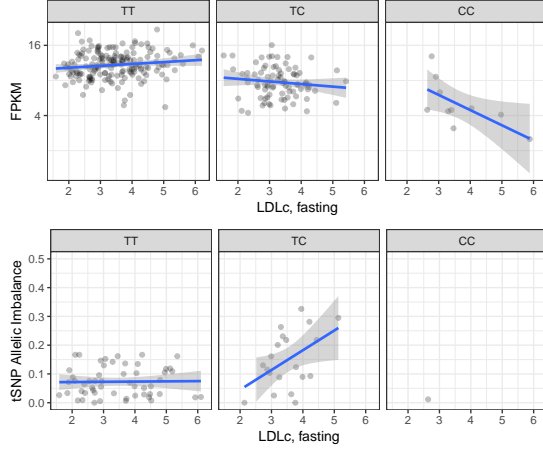 TT TC CC
FPKM
16
4
2 3 4 5 6 2 3 4 5 6 2 3 4 5 6
LDLc, fasting
TT TC CC
tSNP Allelic Imbalance
0.5
0.4
0.3
0.2
0.1
0.0
2 3 4 5 6 2 3 4 5 6 2 3 4 5 6
LDLc, fasting